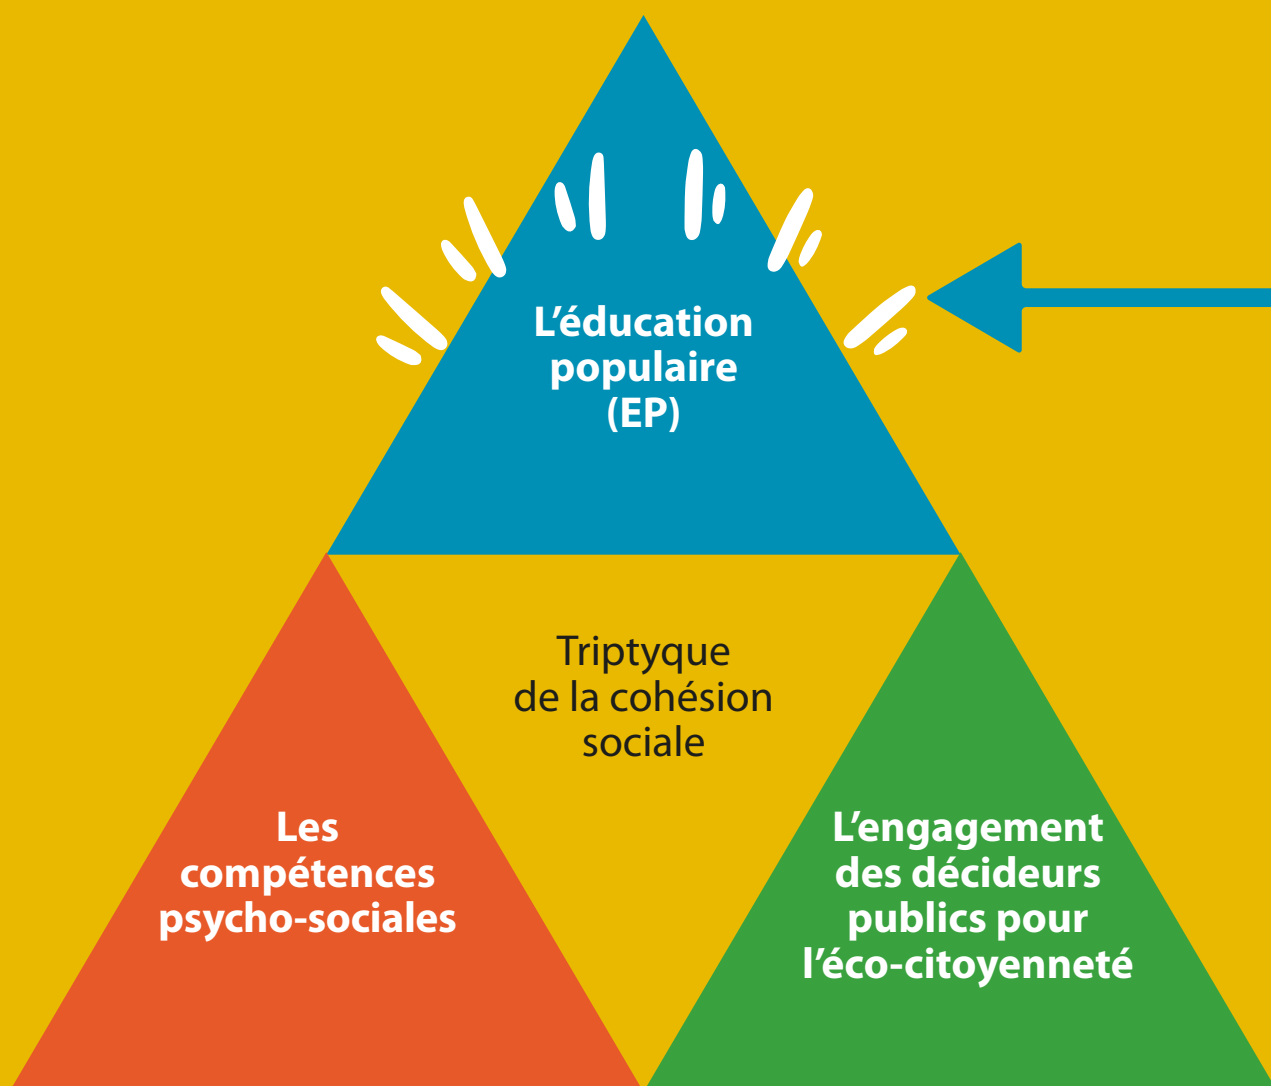 L'éducation
populaire
(EP)
Triptyque
de la cohésion
sociale
Les
compétences
psycho-sociales
L'engagement
des décideurs
publics pour
l'éco-citoyenneté